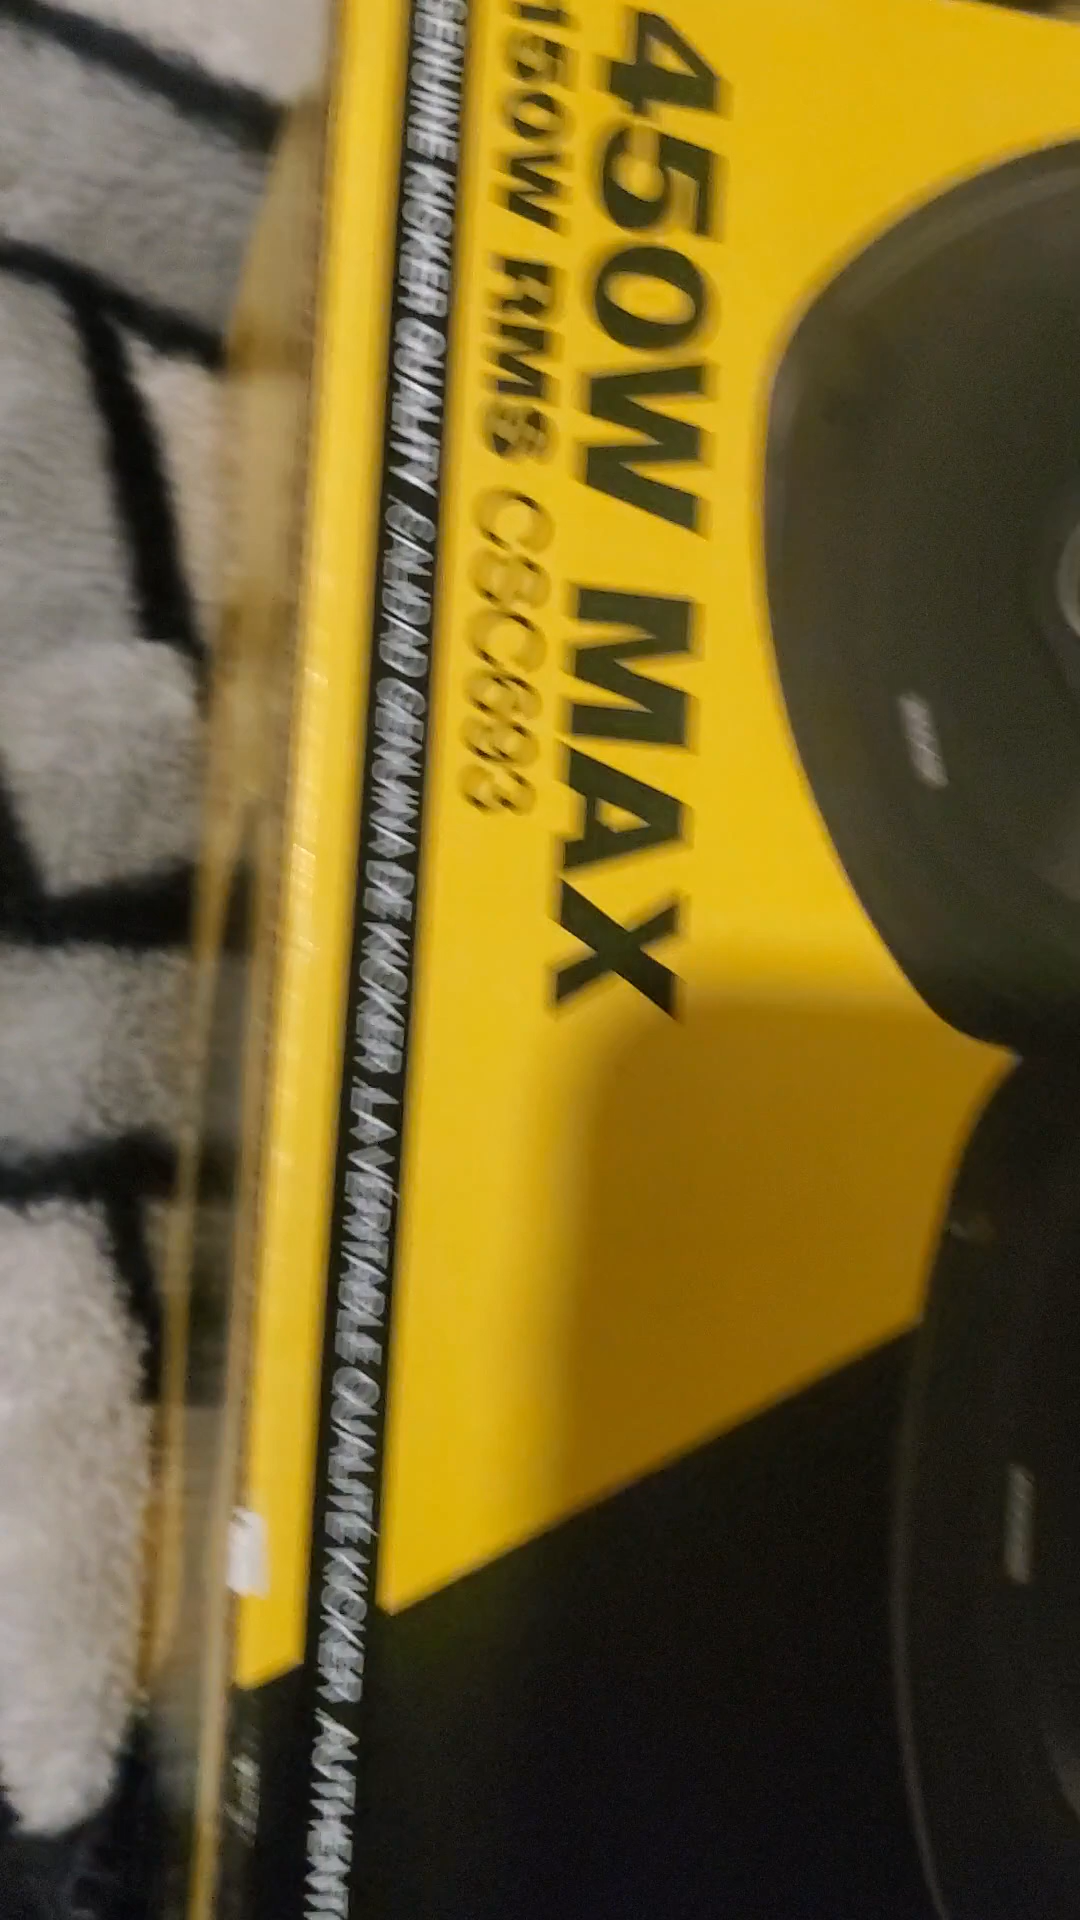 450W MAX
150W RMS CSC693
GENUINE KICKER QUALITY / CALIDAD GENUINA DE KICKER / LA VÉRITABLE QUALITÉ KICKER / AUTHENTI